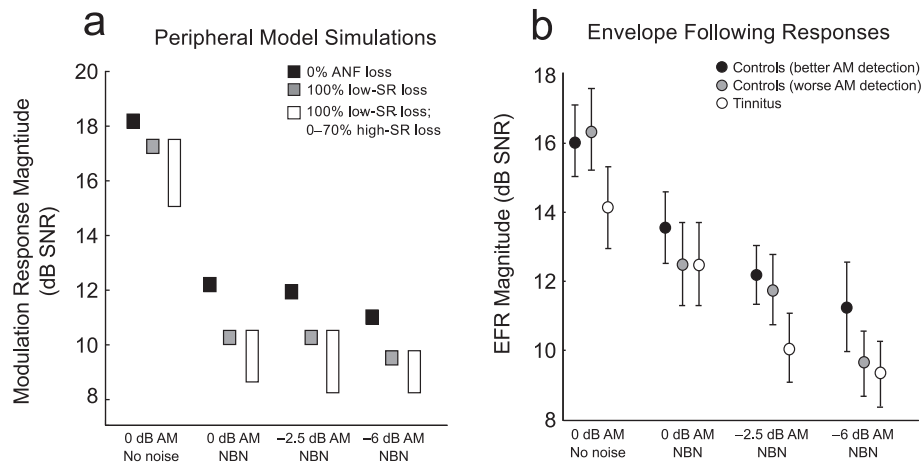 a
Peripheral Model Simulations
0% ANF loss
100% low-SR loss
100% low-SR loss;
0–70% high-SR loss
Modulation Response Magntiude
(dB SNR)
20
18
16
14
12
10
8
0 dB AM
No noise
0 dB AM
NBN
–2.5 dB AM
NBN
–6 dB AM
NBN
b
Envelope Following Responses
Controls (better AM detection)
Controls (worse AM detection)
Tinnitus
EFR Magnitude (dB SNR)
18
16
14
12
10
8
0 dB AM
No noise
0 dB AM
NBN
–2.5 dB AM
NBN
–6 dB AM
NBN